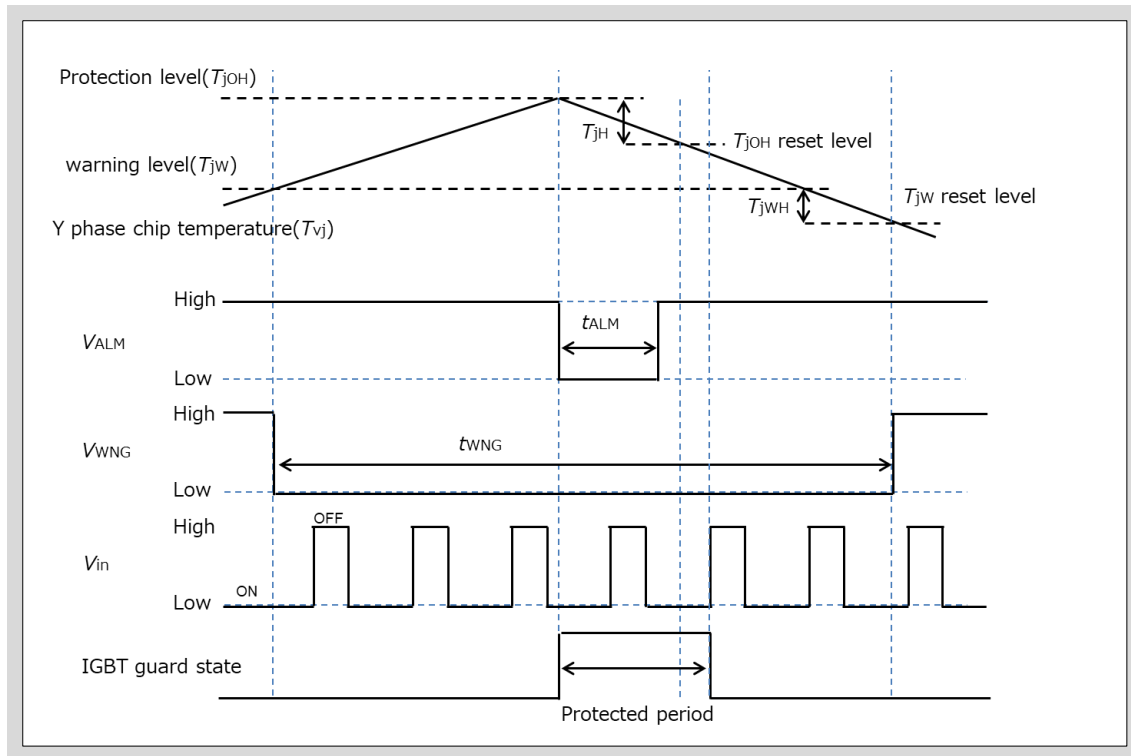 Protection level(TjOH)
TjH
TjOH reset level
warning level(TjW)
TjWH
TjW reset level
Y phase chip temperature(Tvj)
High
tALM
VALM
Low
High
VWNG
tWNG
Low
High
OFF
Vin
ON
Low
IGBT guard state
Protected period